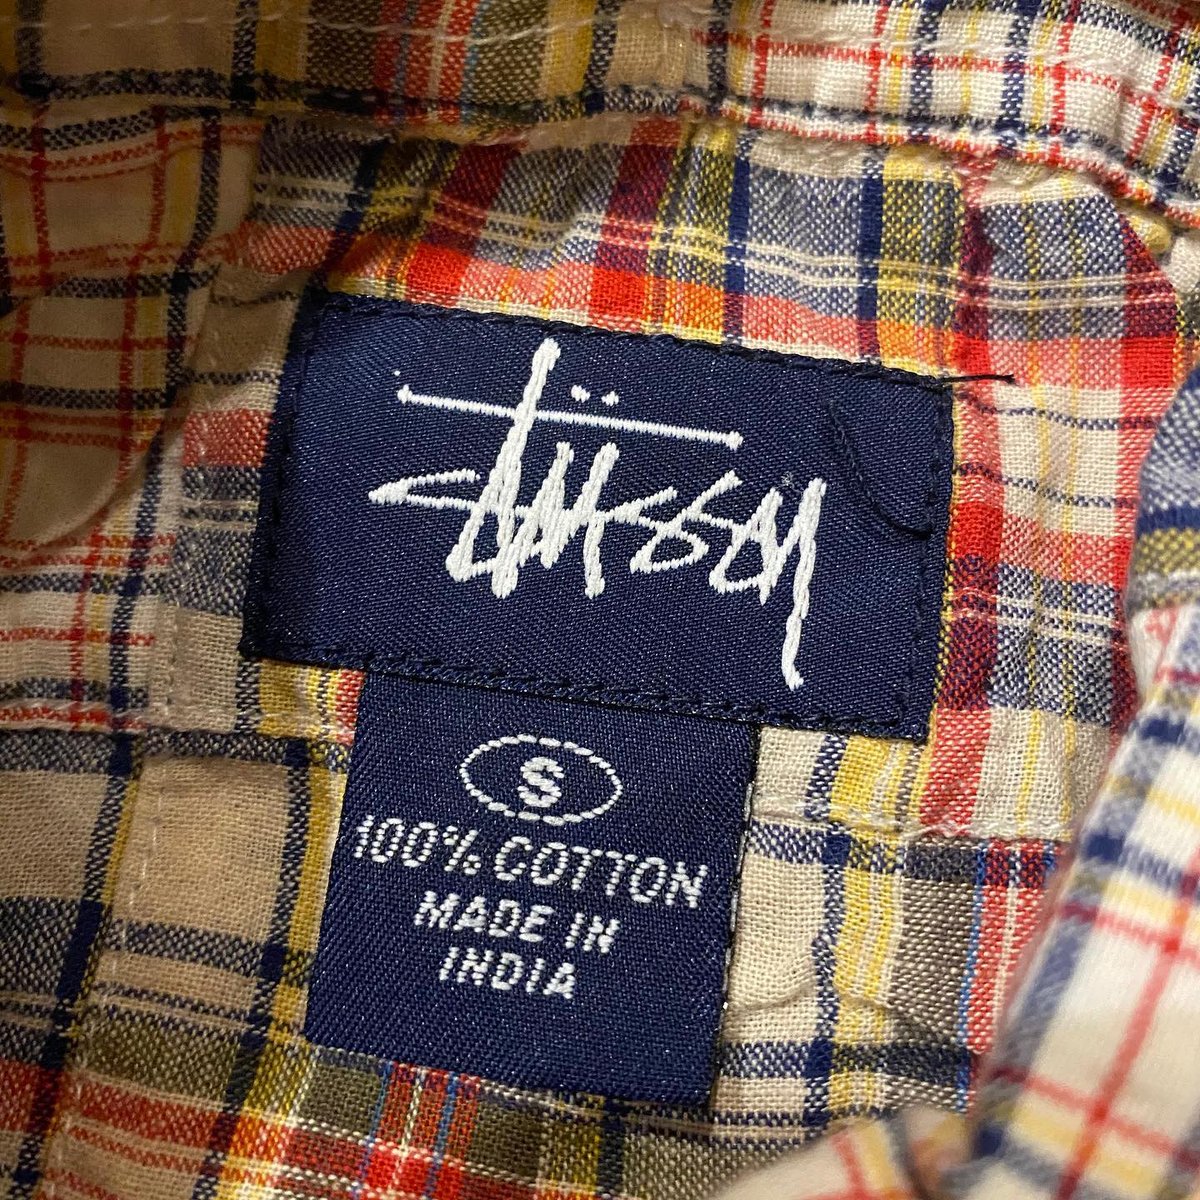 Stüssy
S
100% COTTON
MADE IN
INDIA